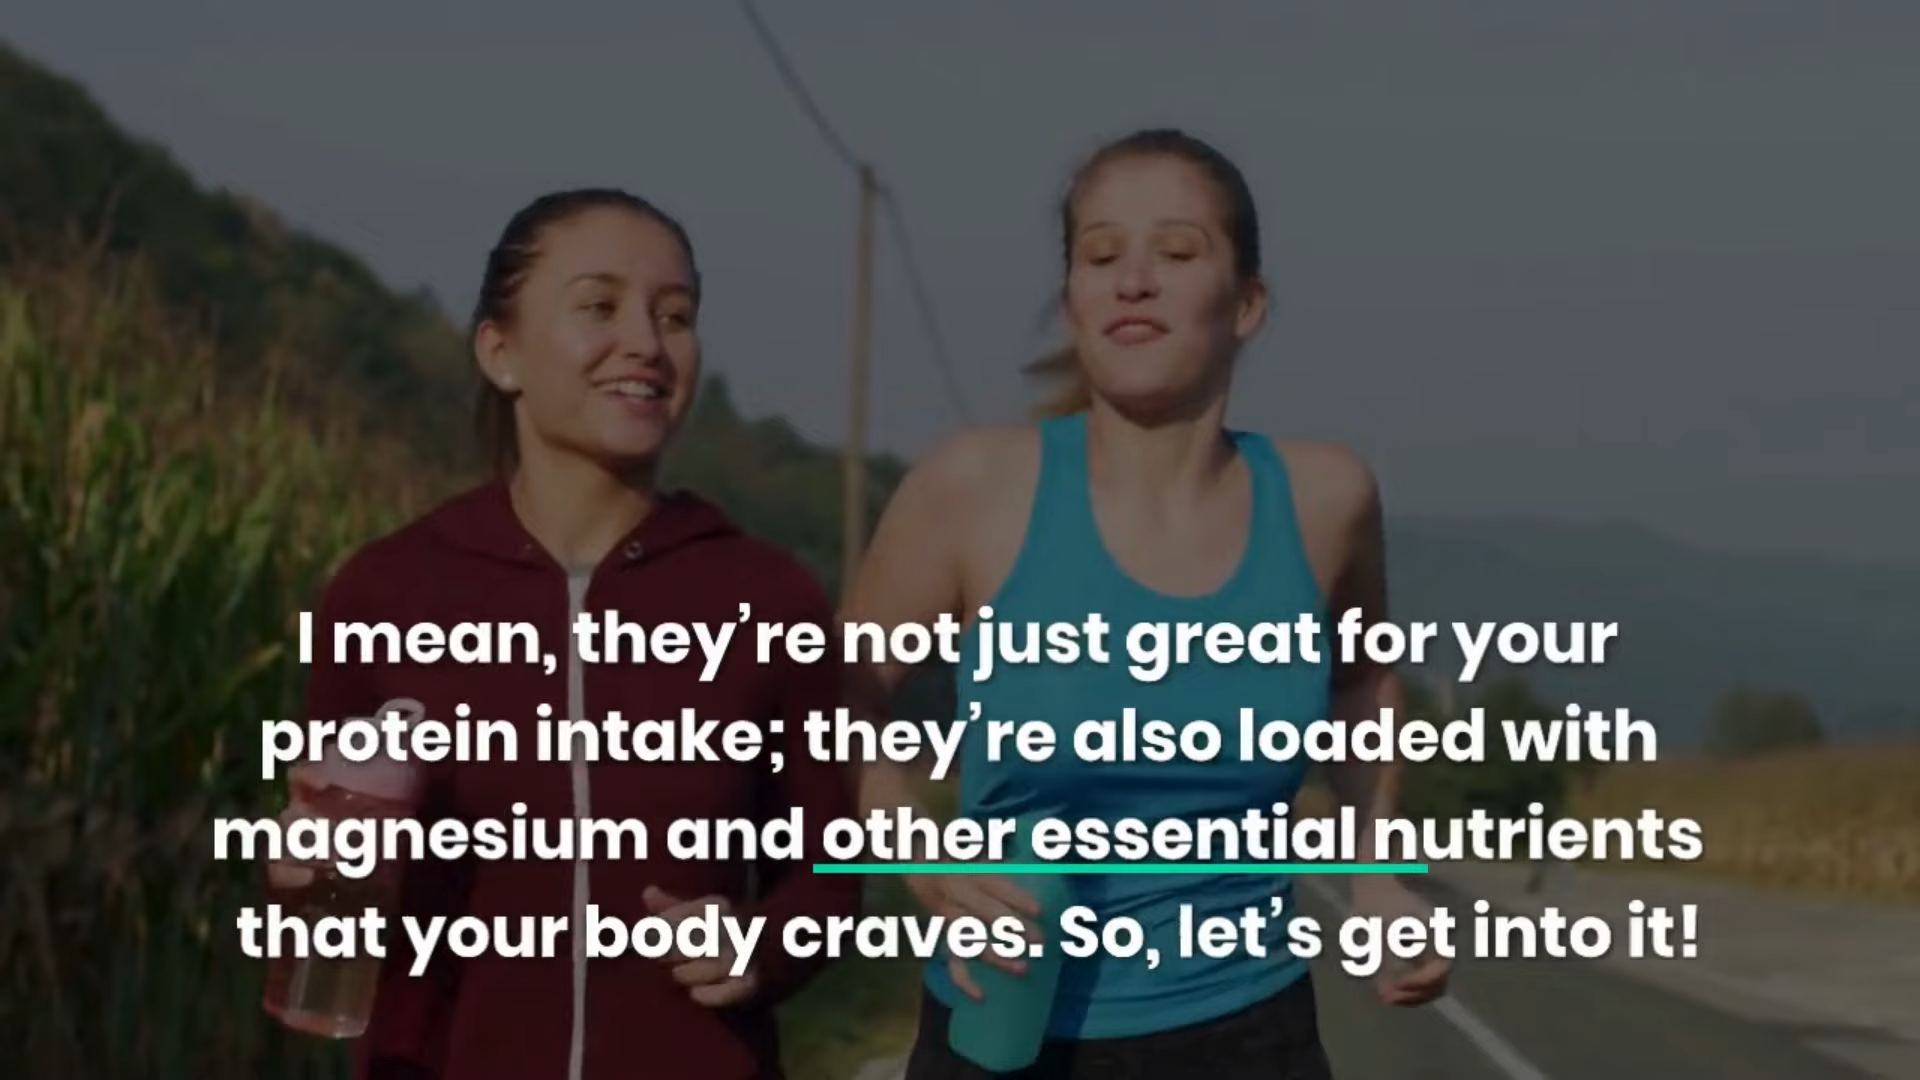 I mean, they’re not just great for your
protein intake; they’re also loaded with
magnesium and other essential nutrients
that your body craves. So, let’s get into it!